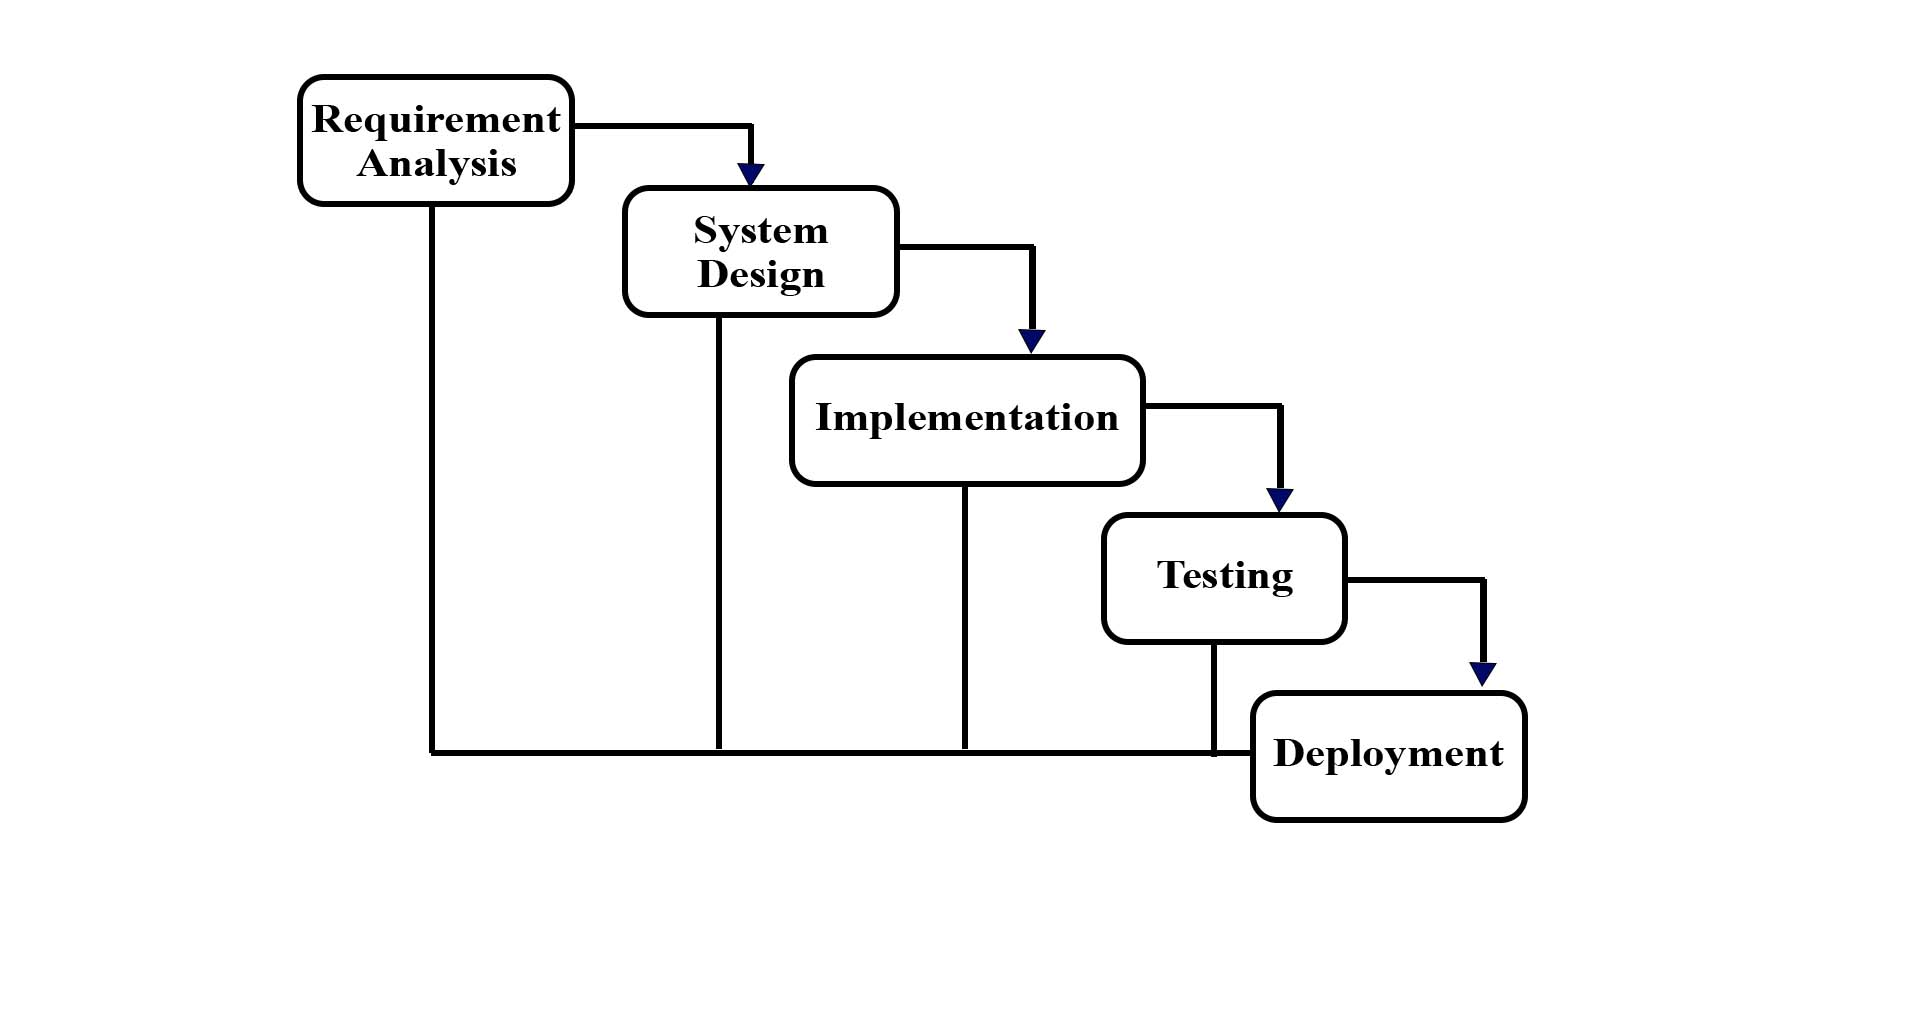 Requirement
Analysis
System
Design
Implementation
Testing
Deployment